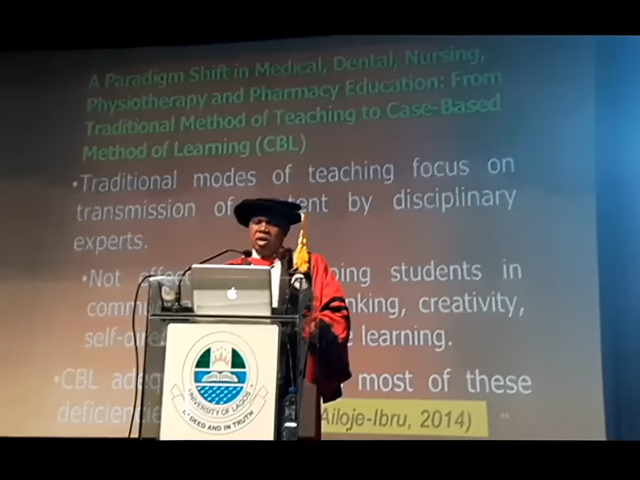 A Paradigm Shift in Medical, Dental, Nursing,
Physiotherapy and Pharmacy Education: From
Traditional Method of Teaching to Case-Based
Method of Learning (CBL)
•Traditional modes of teaching focus on
transmission of by disciplinary
experts.
•Not students in
creativity,
learning.
•CBL most of these
Ailoje-Ibru, 2014)
UNIVERSITY OF LAGOS
IN DEED AND IN TRUTH